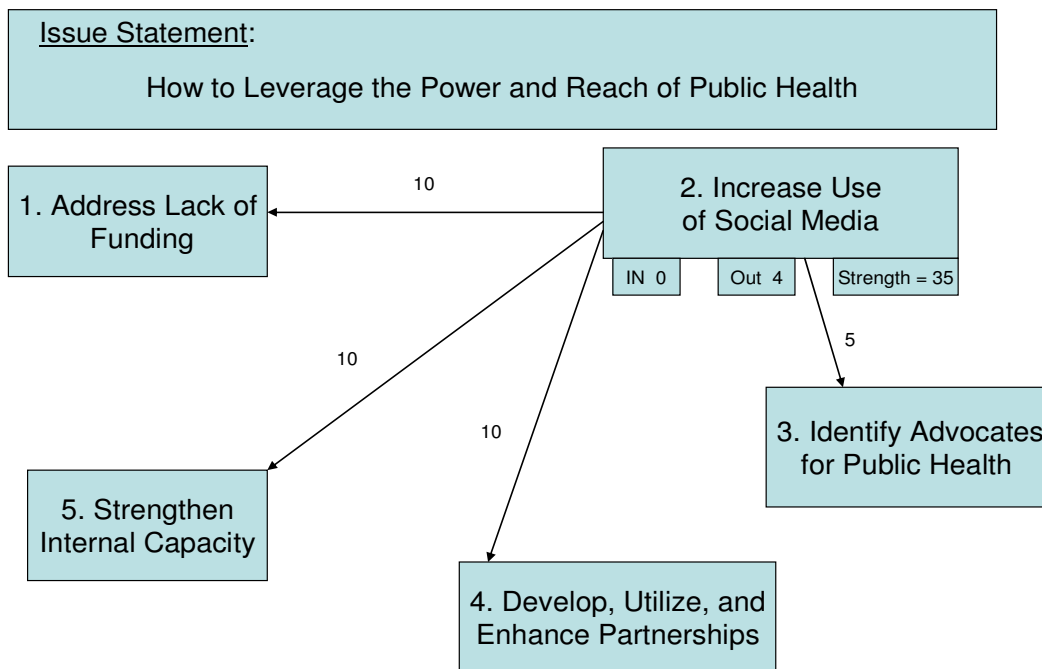 Issue Statement:
How to Leverage the Power and Reach of Public Health
1. Address Lack of
Funding
10
2. Increase Use
of Social Media
IN 0
Out 4
Strength = 35
10
5
10
3. Identify Advocates
for Public Health
5. Strengthen
Internal Capacity
4. Develop, Utilize, and
Enhance Partnerships